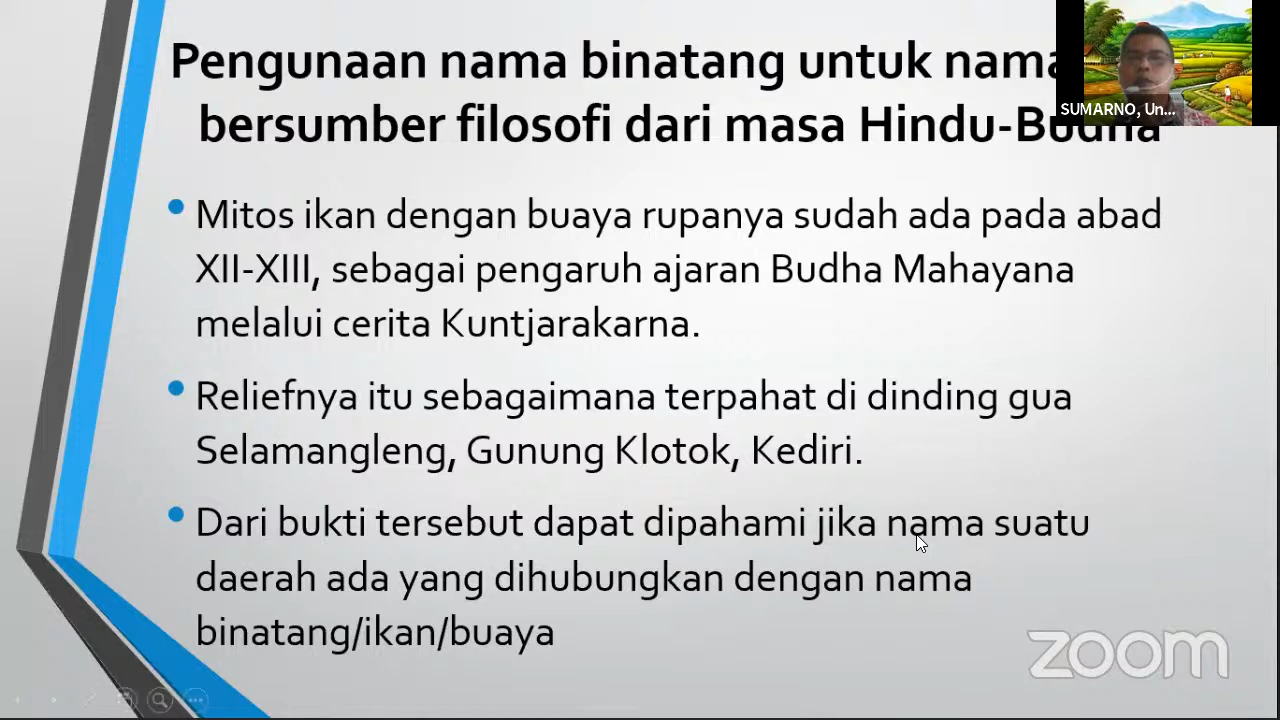 Pengunaan nama binatang untuk nama
bersumber filosofi dari masa Hindu-Budha
SUMARNO, Un...
Mitos ikan dengan buaya rupanya sudah ada pada abad
XII-XIII, sebagai pengaruh ajaran Budha Mahayana
melalui cerita Kuntjarakarna.
Reliefnya itu sebagaimana terpahat di dinding gua
Selamangleng, Gunung Klotok, Kediri.
Dari bukti tersebut dapat dipahami jika nama suatu
daerah ada yang dihubungkan dengan nama
binatang/ikan/buaya
zoom